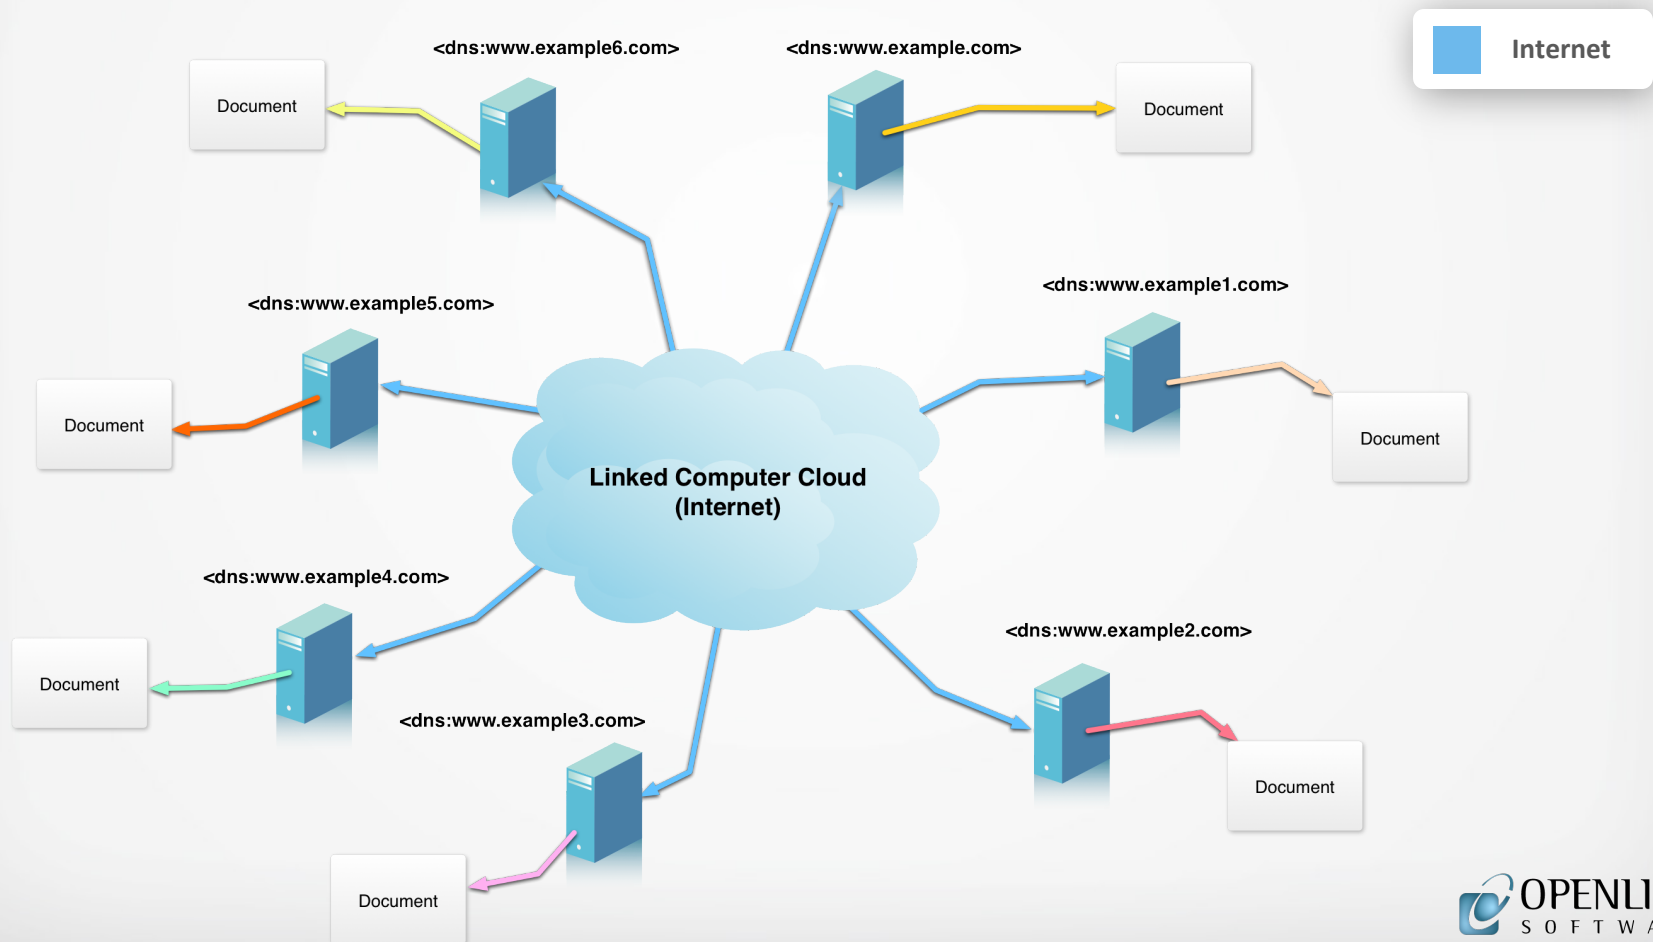 <dns:www.example6.com>
<dns:www.example.com>
Internet
Document
Document
<dns:www.example1.com>
<dns:www.example5.com>
Document
Document
Linked Computer Cloud
(Internet)
<dns:www.example4.com>
<dns:www.example2.com>
Document
<dns:www.example3.com>
Document
Document
OPENLI
SOFTWA